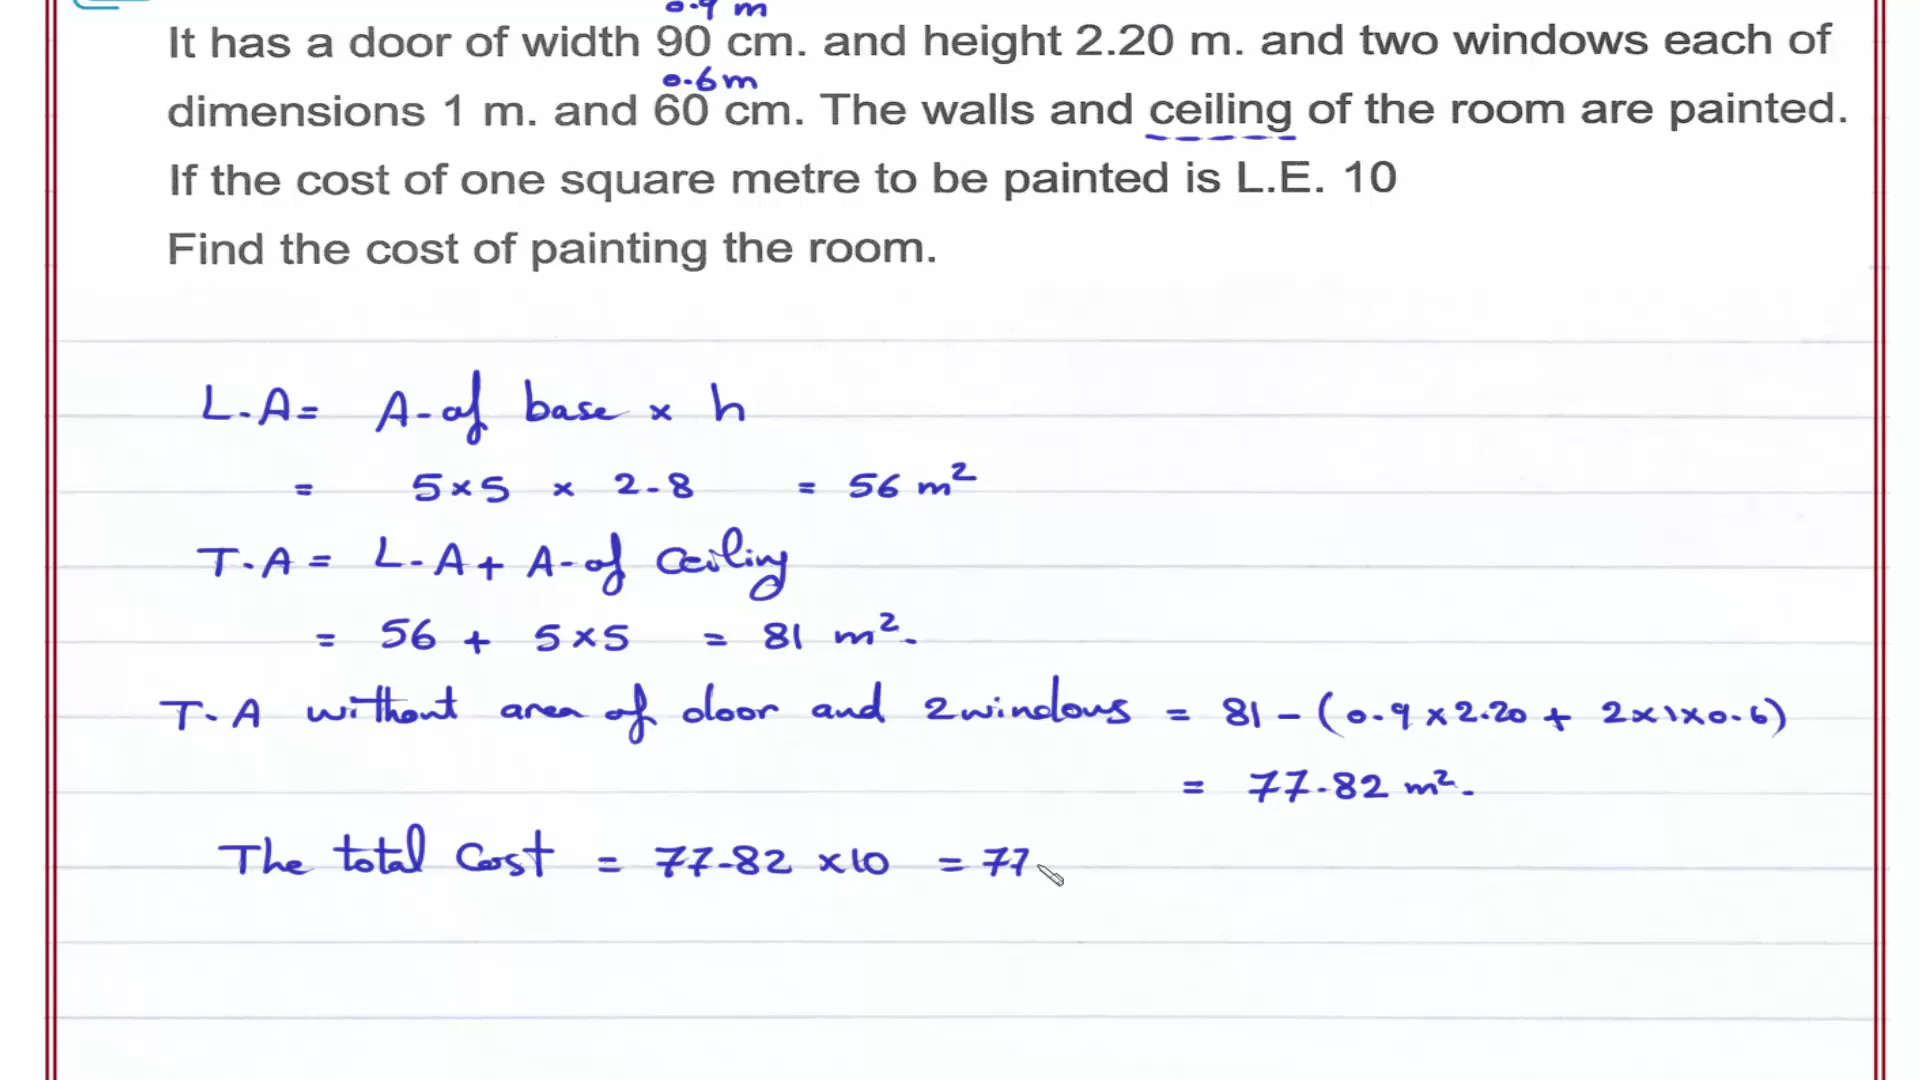 0.9 m
It has a door of width 90 cm. and height 2.20 m. and two windows each of
0.6m
dimensions 1 m. and 60 cm. The walls and ceiling of the room are painted.
If the cost of one square metre to be painted is L.E. 10
Find the cost of painting the room.
L.A= A-of base × h
= 5×5 × 2-8 = 56 m²
T.A = L-A+ A-of ceiling
= 56 + 5×5 = 81 m².
T-A without area of door and 2windows = 81 - (0.9×2.20 + 2×1×0.6)
= 77.82 m².
The total cost = 77-82 ×10 = 77